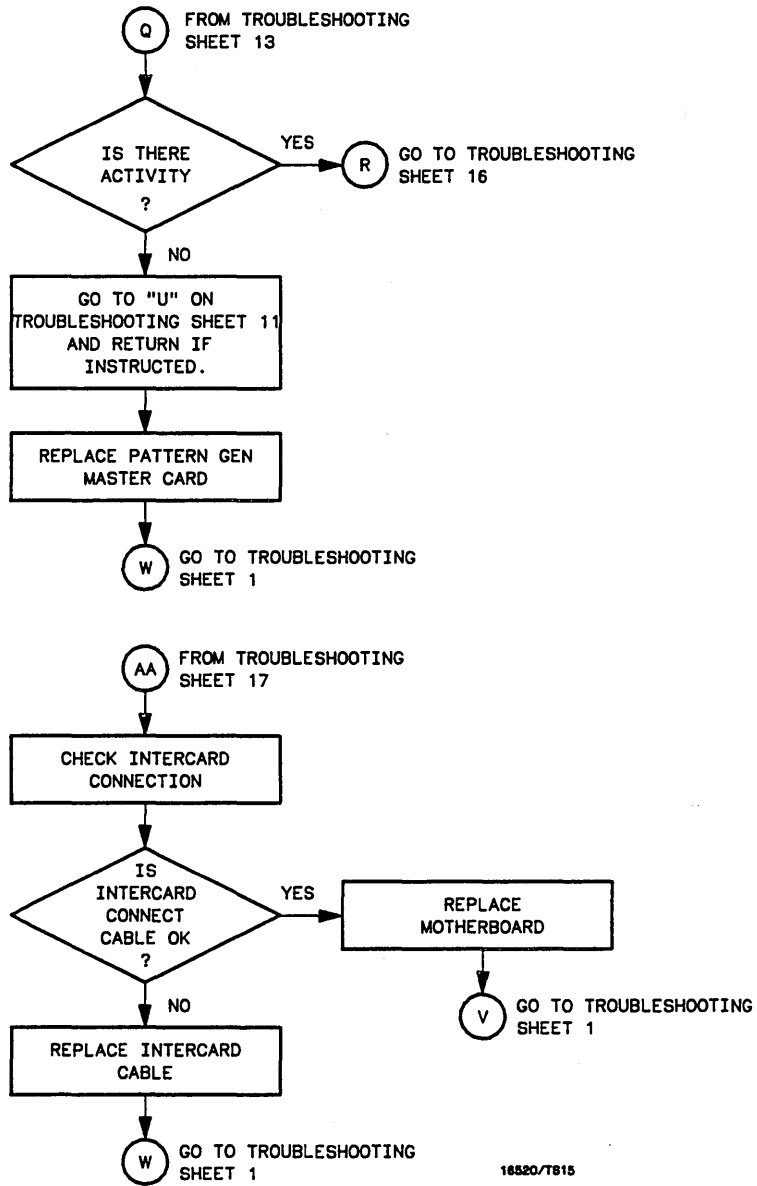 Q
FROM TROUBLESHOOTING
SHEET 13
IS THERE
ACTIVITY
?
YES
R
GO TO TROUBLESHOOTING
SHEET 16
NO
GO TO "U" ON
TROUBLESHOOTING SHEET 11
AND RETURN IF
INSTRUCTED.
REPLACE PATTERN GEN
MASTER CARD
W
GO TO TROUBLESHOOTING
SHEET 1
AA
FROM TROUBLESHOOTING
SHEET 17
CHECK INTERCARD
CONNECTION
IS
INTERCARD
CONNECT
CABLE OK
?
YES
REPLACE
MOTHERBOARD
V
GO TO TROUBLESHOOTING
SHEET 1
NO
REPLACE INTERCARD
CABLE
W
GO TO TROUBLESHOOTING
SHEET 1
16520/TS15